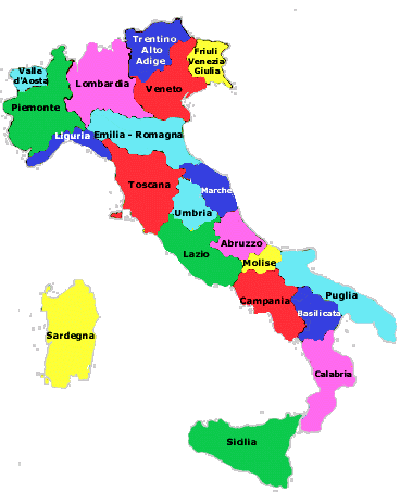 Trentino
Alto
Adige
Friuli
Venezia
Giulia
Valla
d'Aosta
Lombardia
Veneto
Piemonte
Liguria
Emilia - Romagna
Toscana
Marche
Umbria
Abruzzo
Lazio
Molise
Campania
Puglia
Basilicata
Sardegna
Calabria
Sicilia